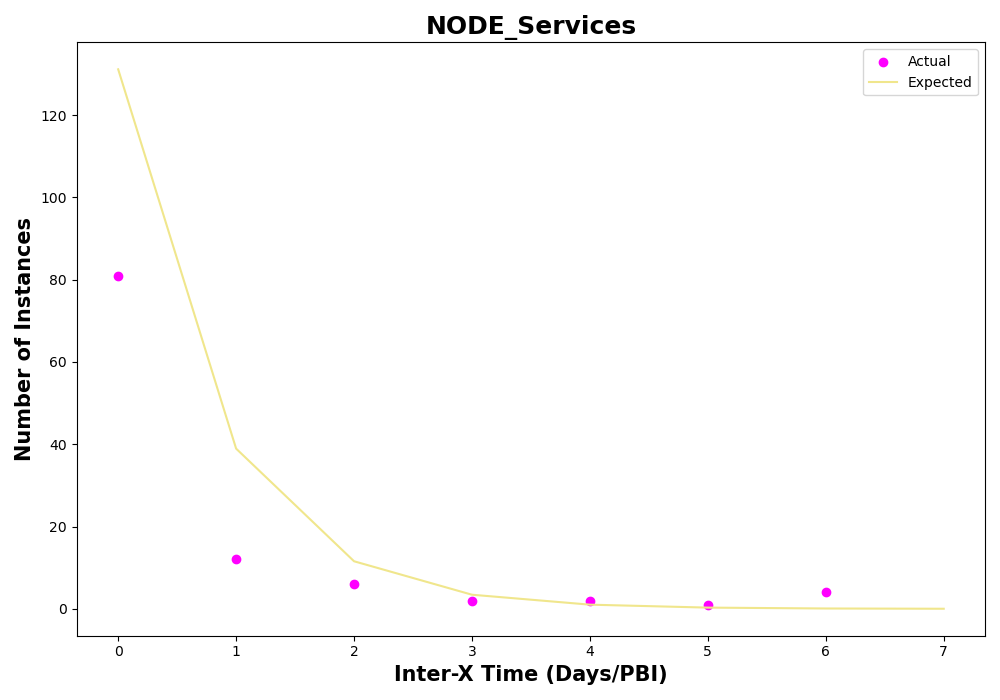 NODE_Services
Actual
Expected
Number of Instances
120
100
80
60
40
20
0
0 1 2 3 4 5 6 7
Inter-X Time (Days/PBI)